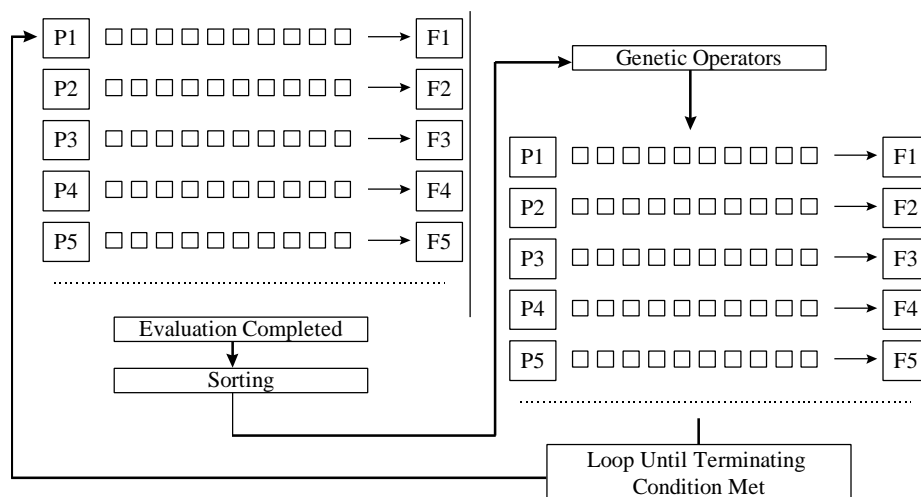 P1 F1
P2 F2
P3 F3
P4 F4
P5 F5
Evaluation Completed
Sorting
Genetic Operators
P1 F1
P2 F2
P3 F3
P4 F4
P5 F5
Loop Until Terminating
Condition Met